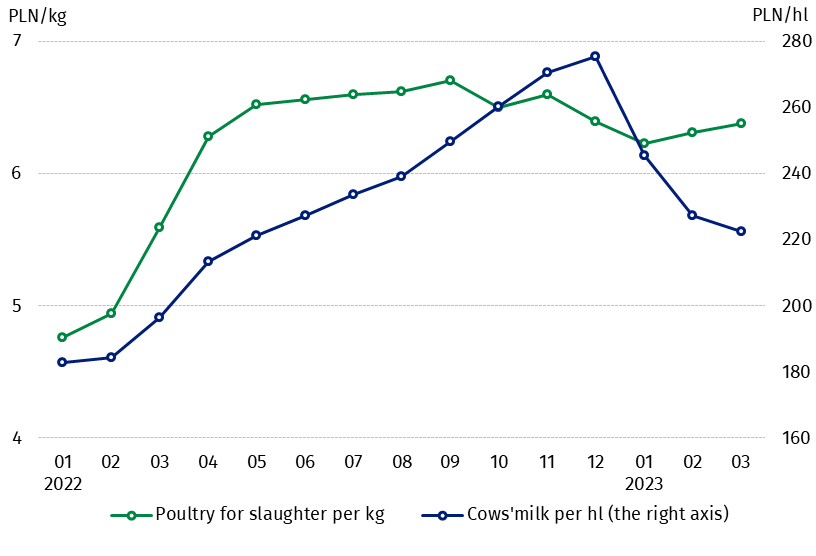 PLN/kg PLN/hl
7 280
260
6 240
220
5 200
180
4 160
01 02 03 04 05 06 07 08 09 10 11 12 01 02 03
2022 2023
Poultry for slaughter per kg Cows'milk per hl (the right axis)